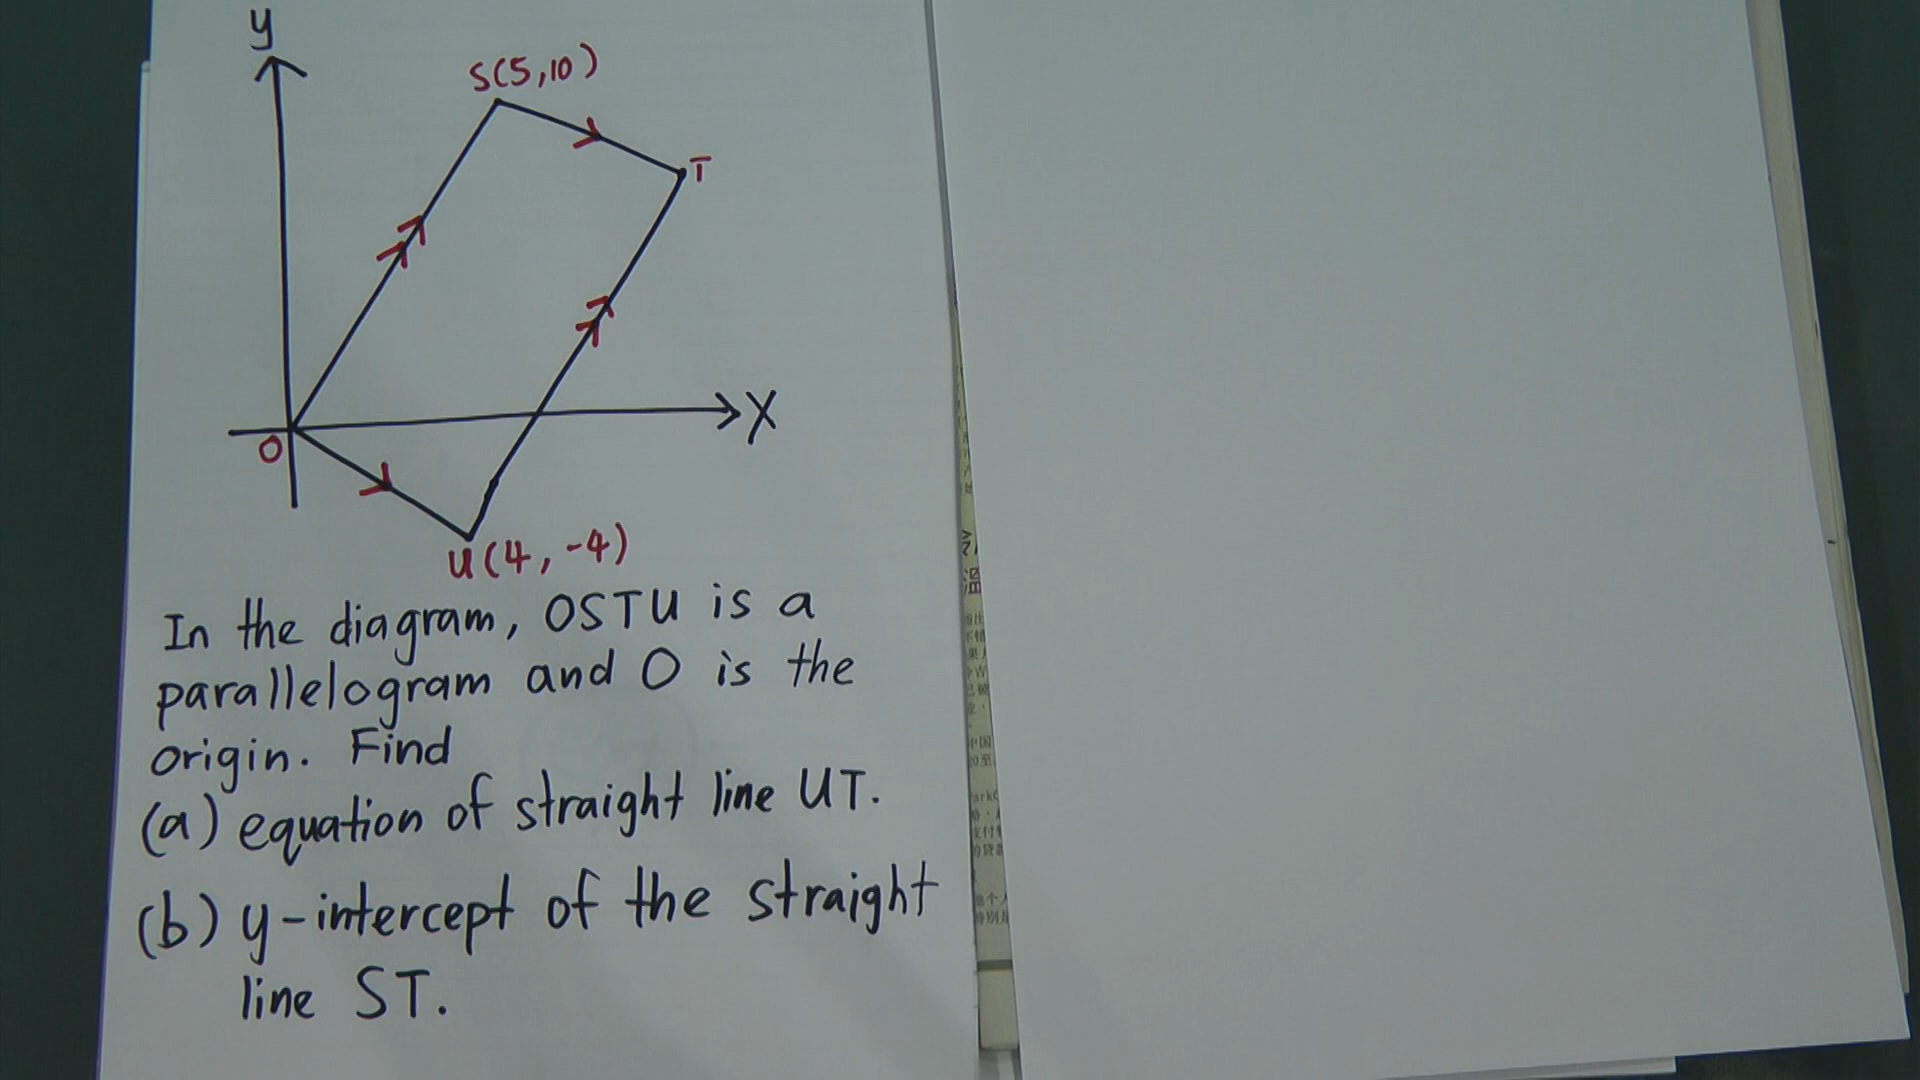 y
S(5,10)
T
X
O
U(4,-4)
In the diagram, OSTU is a
parallelogram and O is the
origin. Find
(a) equation of straight line UT.
(b) y-intercept of the straight
line ST.